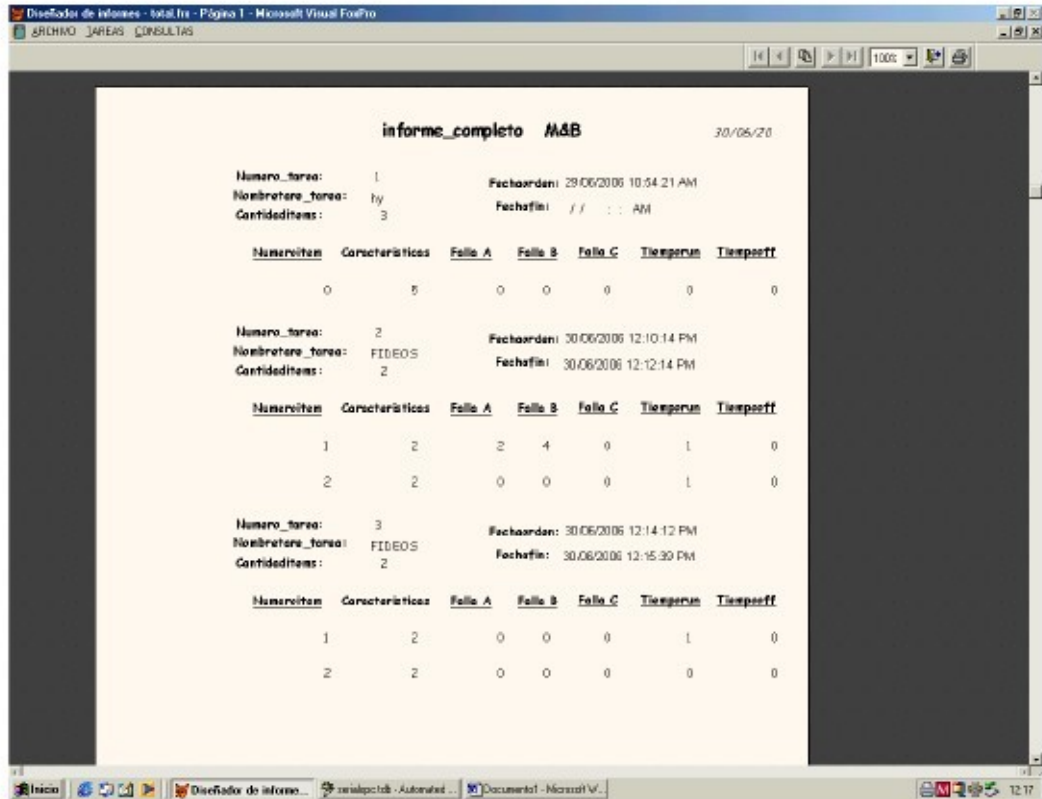 Diseñador de informes - total.frx - Página 1 - Microsoft Visual FoxPro
ARCHIVO TAREAS CONSULTAS
100%
informe_completo M&B 30/06/20
Numero_tarea: 1 Fechaorden: 29/06/2006 10:54:21 AM
Nombretare_tarea: hy Fechafin: / / : : AM
Cantidaditems: 3
Numeroitem Caracteristicas Falla A Falla B Falla C Tiemporun Tiempooff
0 5 0 0 0 0 0
Numero_tarea: 2 Fechaorden: 30/06/2006 12:10:14 PM
Nombretare_tarea: FIDEOS Fechafin: 30/06/2006 12:12:14 PM
Cantidaditems: 2
Numeroitem Caracteristicas Falla A Falla B Falla C Tiemporun Tiempooff
1 2 2 4 0 1 0
2 2 0 0 0 1 0
Numero_tarea: 3 Fechaorden: 30/06/2006 12:14:12 PM
Nombretare_tarea: FIDEOS Fechafin: 30/06/2006 12:15:39 PM
Cantidaditems: 2
Numeroitem Caracteristicas Falla A Falla B Falla C Tiemporun Tiempooff
1 2 0 0 0 1 0
2 2 0 0 0 0 0
Inicio Diseñador de informe... - Automated ... Documento1 - Microsoft W... 12:17